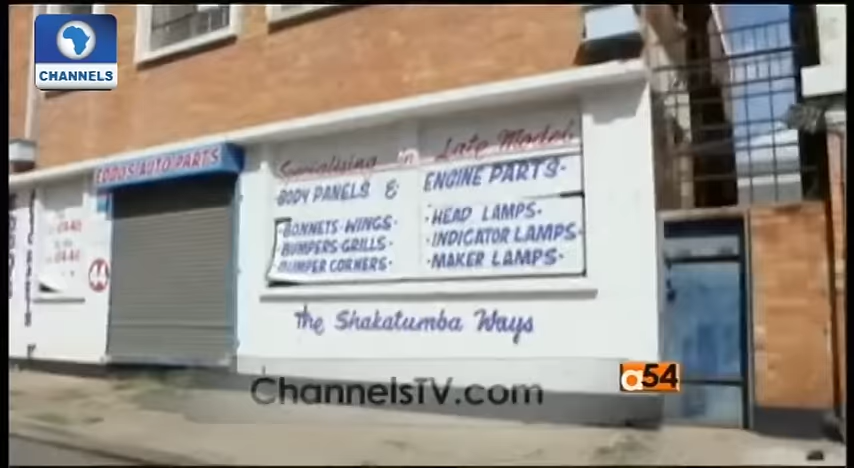 CHANNELS
EDDOS AUTO PARTS
Specialising in Late Model
BODY PANELS & ENGINE PARTS·
·BONNETS·WINGS· ·HEAD LAMPS·
·BUMPERS·GRILLS· ·INDICATOR LAMPS·
·BUMPER CORNERS· ·MAKER LAMPS·
44
The Shakatumba Ways
ChannelsTV.com
a54